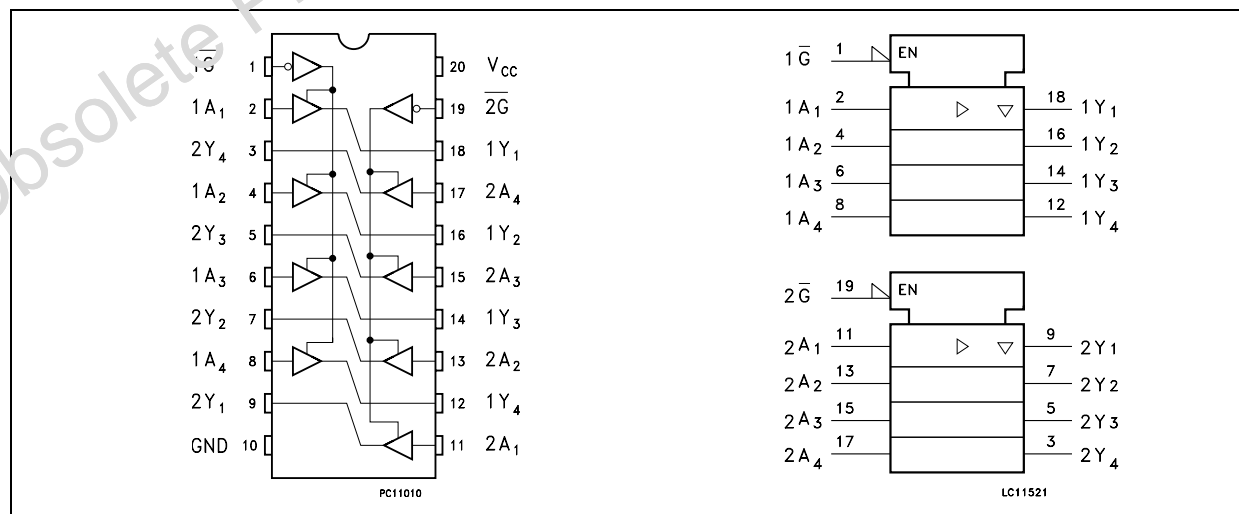 Obsolete
1G̅ 1 20 VCC
1A1 2 19 2G̅
2Y4 3 18 1Y1
1A2 4 17 2A4
2Y3 5 16 1Y2
1A3 6 15 2A3
2Y2 7 14 1Y3
1A4 8 13 2A2
2Y1 9 12 1Y4
GND 10 11 2A1
PC11010
1G̅ 1 EN
1A1 2 18 1Y1
1A2 4 16 1Y2
1A3 6 14 1Y3
1A4 8 12 1Y4
2G̅ 19 EN
2A1 11 9 2Y1
2A2 13 7 2Y2
2A3 15 5 2Y3
2A4 17 3 2Y4
LC11521